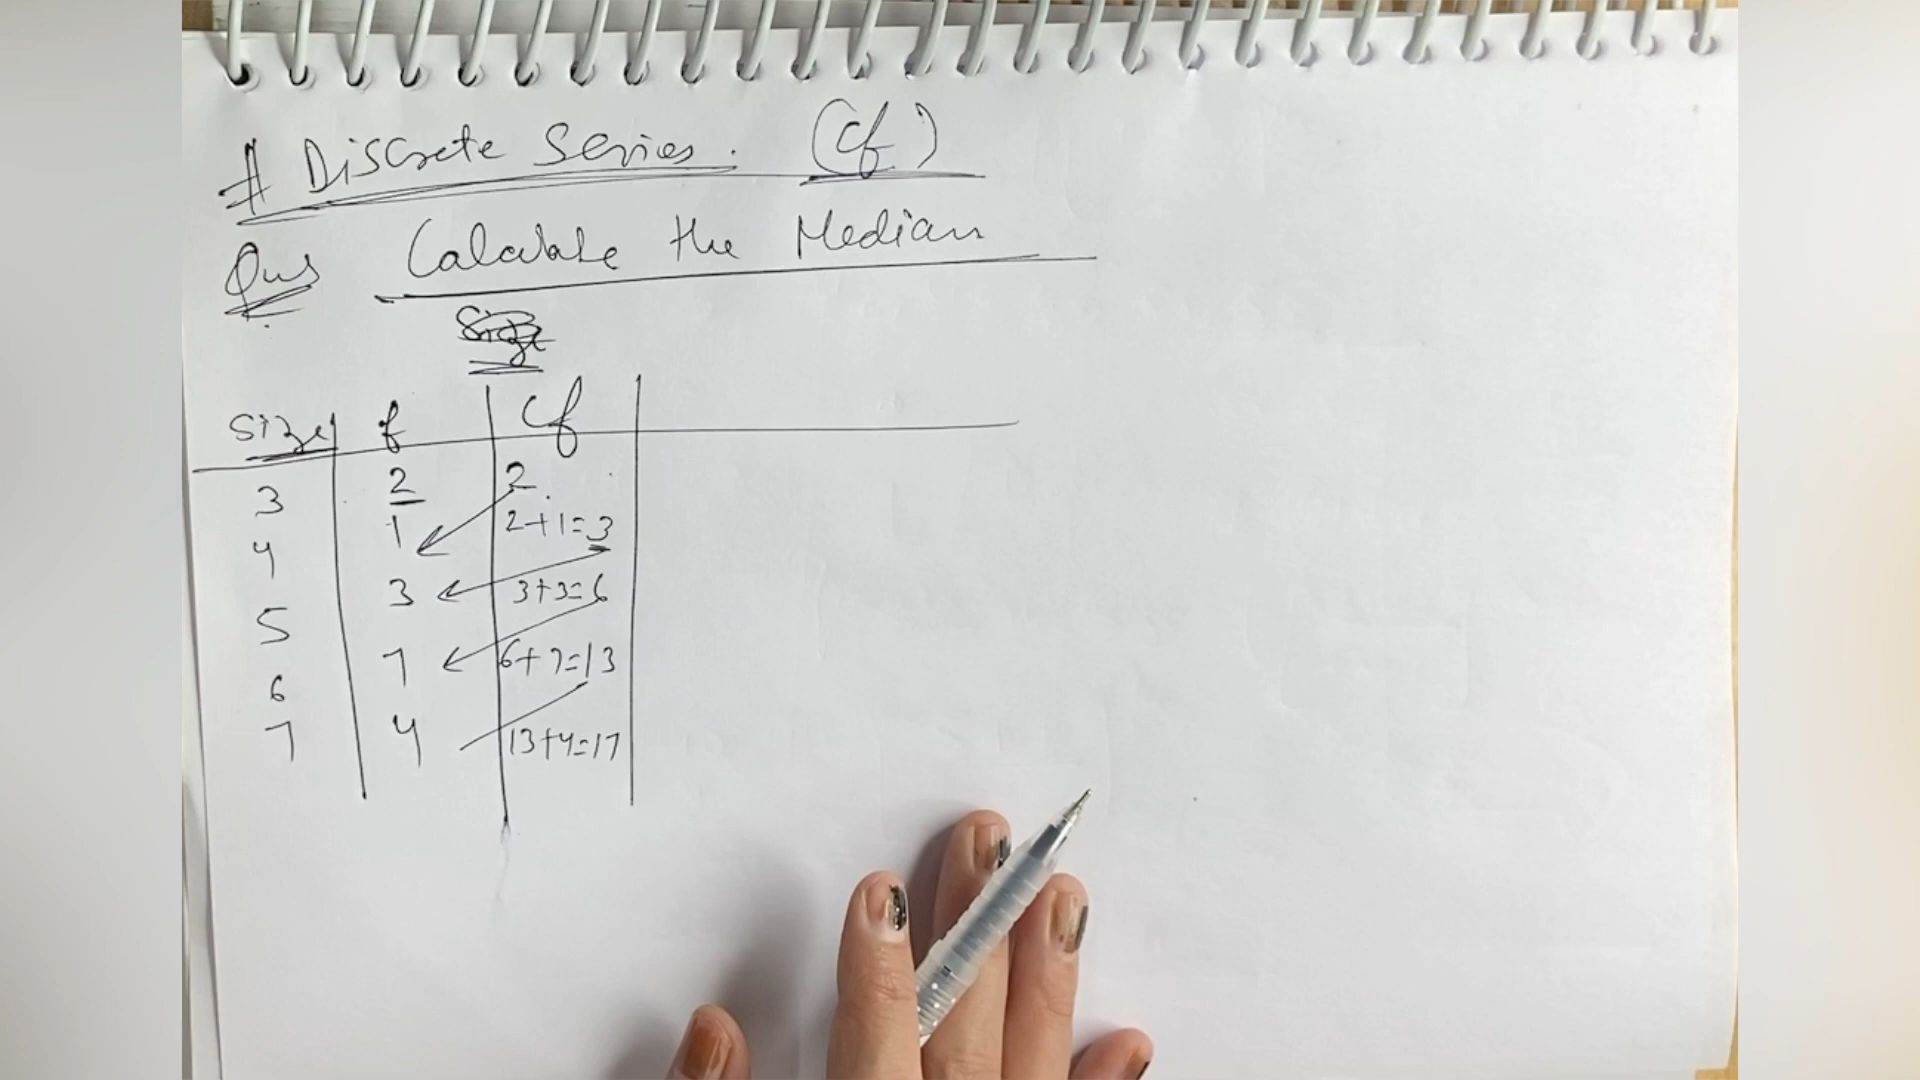 # Discrete Series. (Cf)
Ques Calculate the Median
Size
Size f Cf
3 2 2
4 1 2+1=3
5 3 3+3=6
6 7 6+7=13
7 4 13+4=17